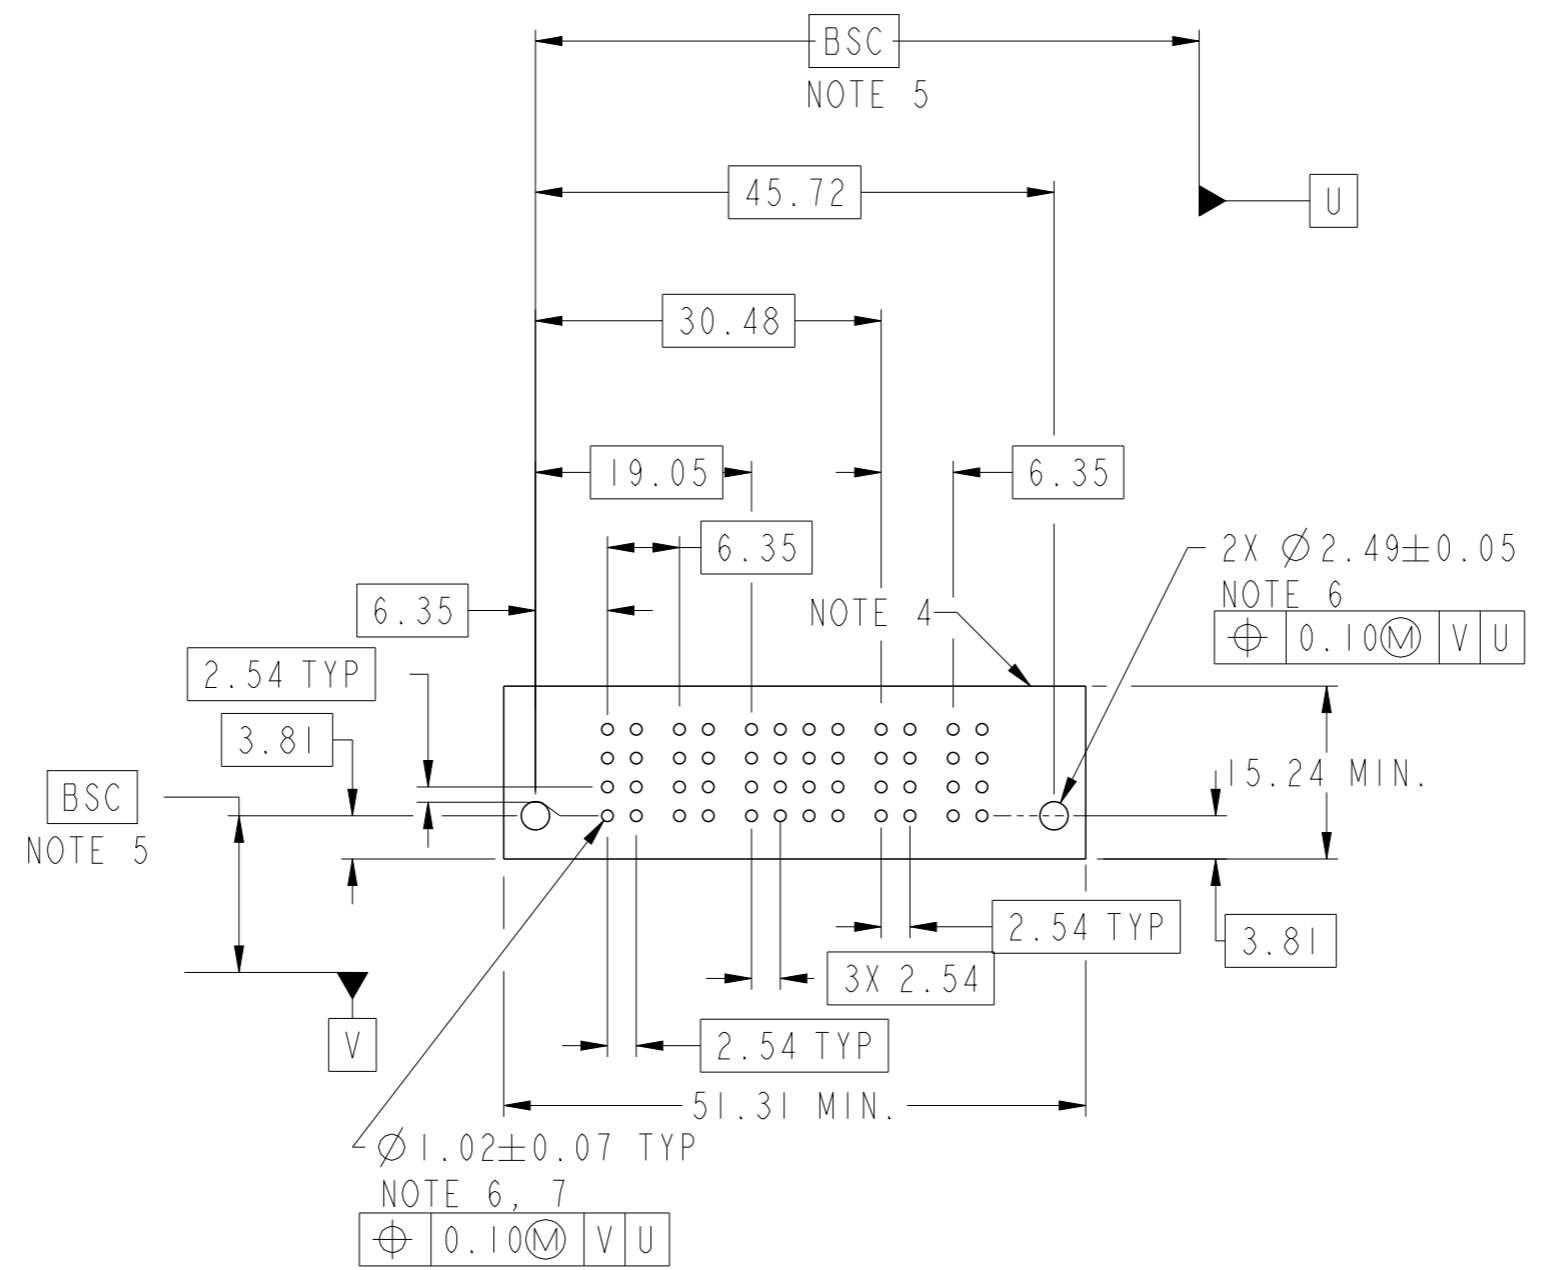 BSC
NOTE 5
45.72
U
30.48
19.05
6.35
6.35
2X ∅2.49±0.05
NOTE 6
⌖ 0.10Ⓜ V U
6.35
NOTE 4
2.54 TYP
3.81
BSC
NOTE 5
15.24 MIN.
2.54 TYP
3.81
3X 2.54
V
2.54 TYP
51.31 MIN.
∅1.02±0.07 TYP
NOTE 6, 7
⌖ 0.10Ⓜ V U